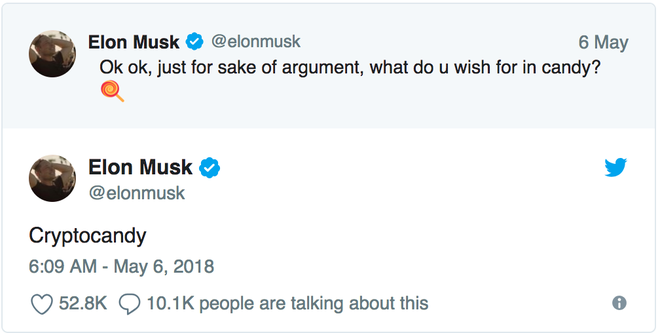 Elon Musk @elonmusk 6 May
Ok ok, just for sake of argument, what do u wish for in candy?
🍭
Elon Musk
@elonmusk
Cryptocandy
6:09 AM - May 6, 2018
52.8K 10.1K people are talking about this